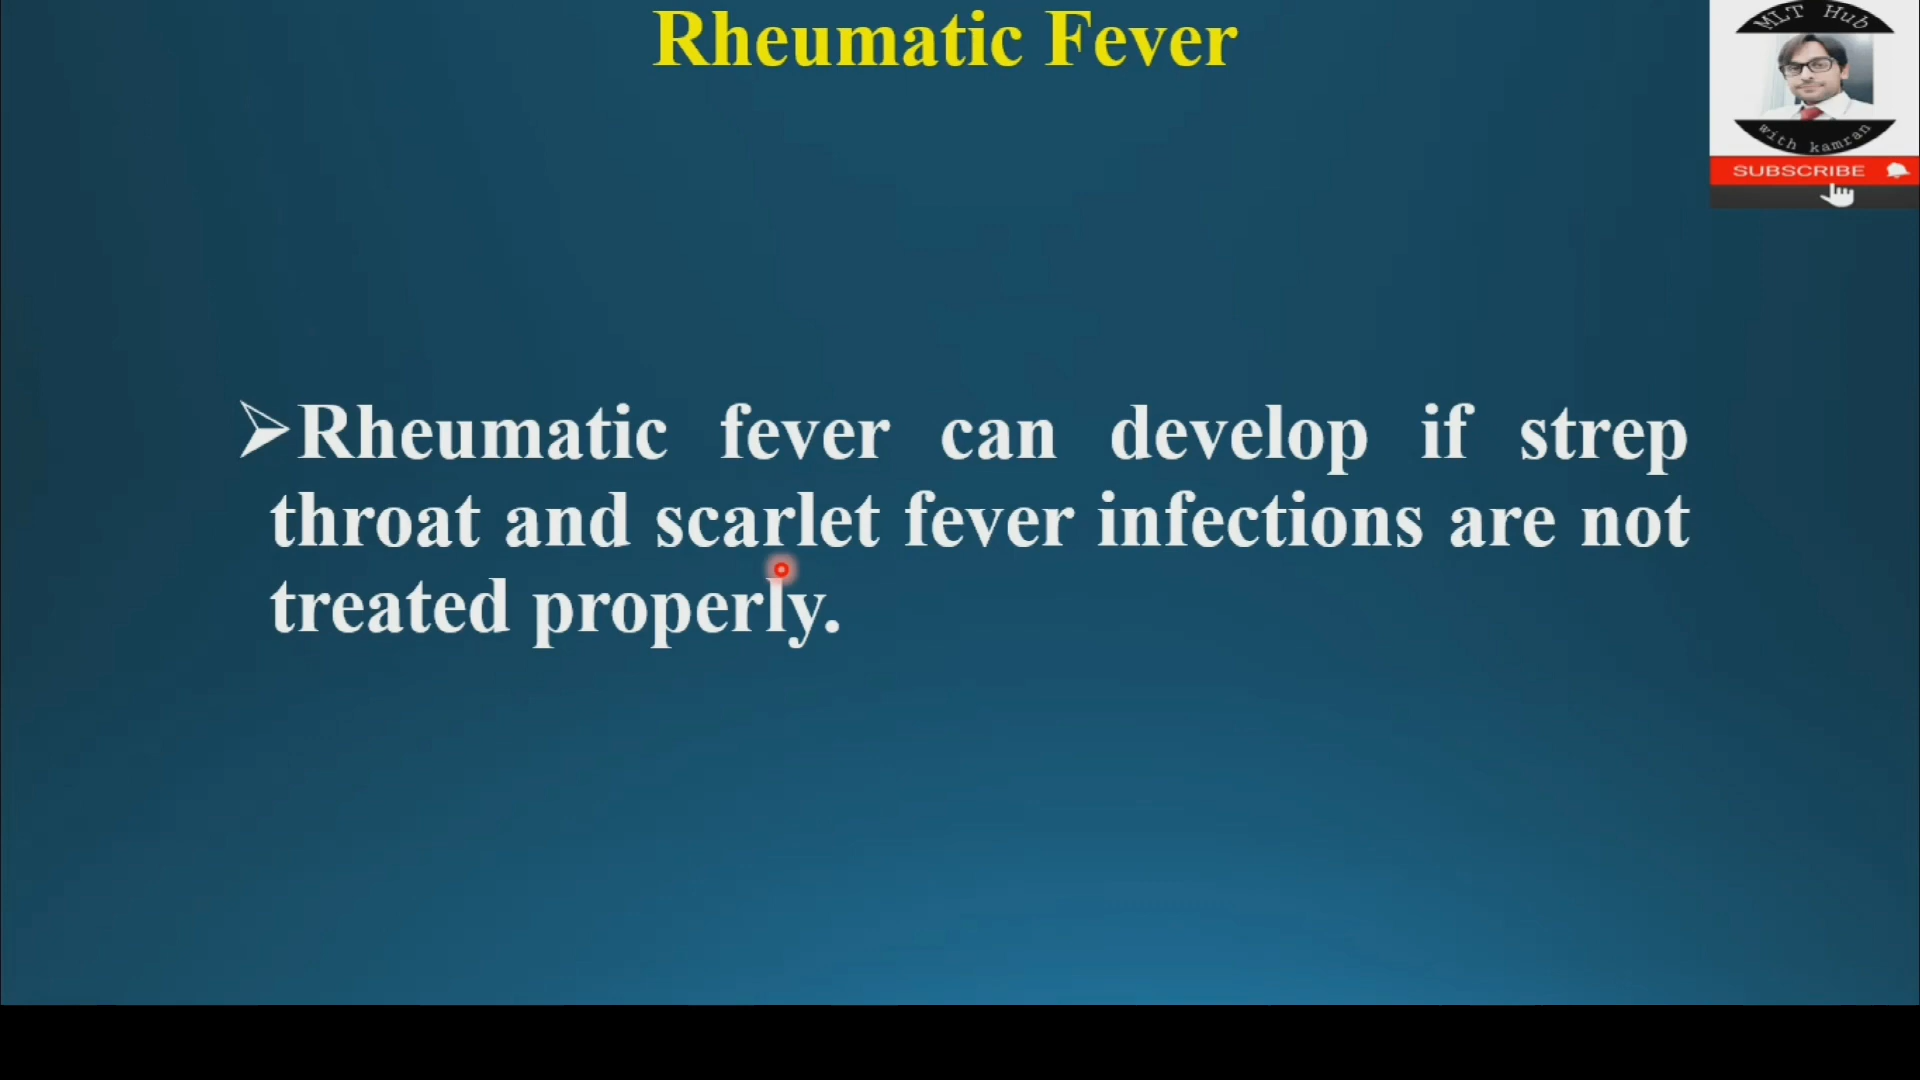 Rheumatic Fever
MLT Hub
with kamran
SUBSCRIBE
➢Rheumatic fever can develop if strep
throat and scarlet fever infections are not
treated properly.